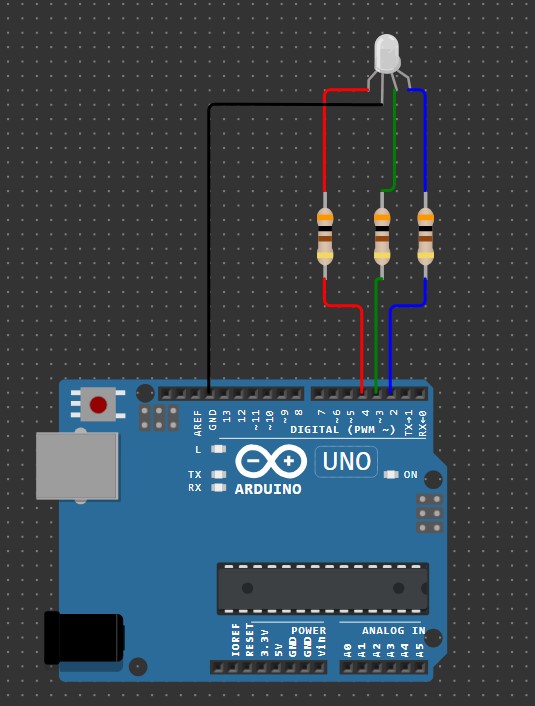 AREF GND 13 12 ~11 ~10 ~9 8 7 ~6 ~5 4 ~3 2 TX→1 RX←0
DIGITAL (PWM ~)
L
TX
RX
UNO
ON
ARDUINO
POWER
ANALOG IN
IOREF RESET 3.3V 5V GND GND Vin A0 A1 A2 A3 A4 A5